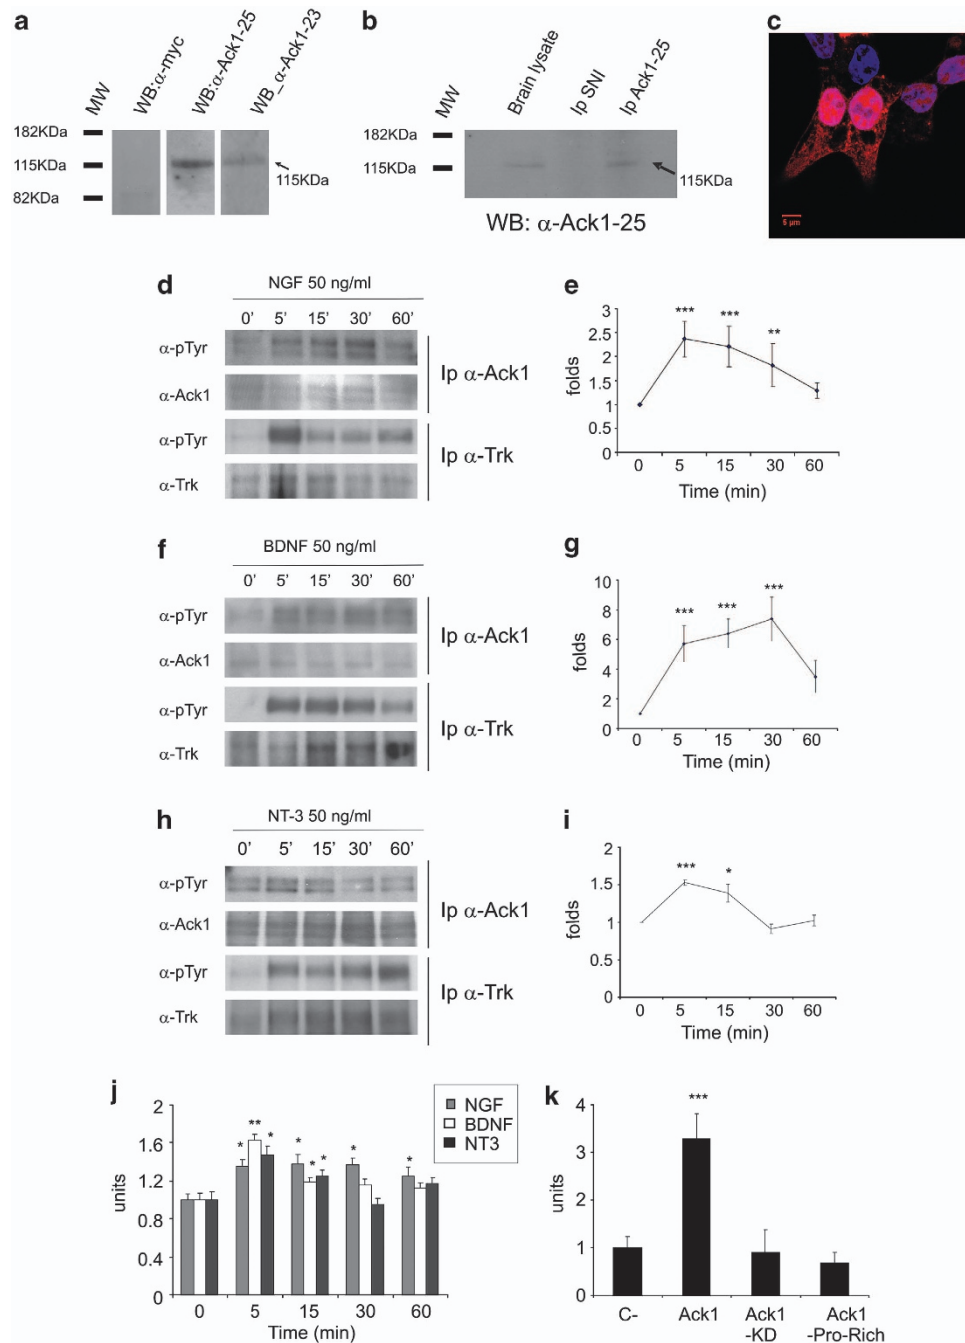 a
MW
WB:α-myc
WB:α-Ack1-25
WB_α-Ack1-23
182KDa
115KDa
82KDa
115KDa
b
MW
Brain lysate
Ip SNI
Ip Ack1-25
182KDa
115KDa
115KDa
WB: α-Ack1-25
c
5 µm
d
NGF 50 ng/ml
0' 5' 15' 30' 60'
α-pTyr
α-Ack1
Ip α-Ack1
α-pTyr
α-Trk
Ip α-Trk
e
folds
3
2.5
2
1.5
1
0.5
0
*** *** **
0 5 15 30 60
Time (min)
f
BDNF 50 ng/ml
0' 5' 15' 30' 60'
α-pTyr
α-Ack1
Ip α-Ack1
α-pTyr
α-Trk
Ip α-Trk
g
folds
10
8
6
4
2
0
*** *** ***
0 5 15 30 60
Time (min)
h
NT-3 50 ng/ml
0' 5' 15' 30' 60'
α-pTyr
α-Ack1
Ip α-Ack1
α-pTyr
α-Trk
Ip α-Trk
i
folds
2
1.5
1
0.5
0
*** *
0 5 15 30 60
Time (min)
j
units
2
1.6
1.2
0.8
0.4
0
* ** * * * * * *
0 5 15 30 60
Time (min)
NGF
BDNF
NT3
k
units
4
3
2
1
0
***
C- Ack1 Ack1 Ack1
-KD -Pro-Rich